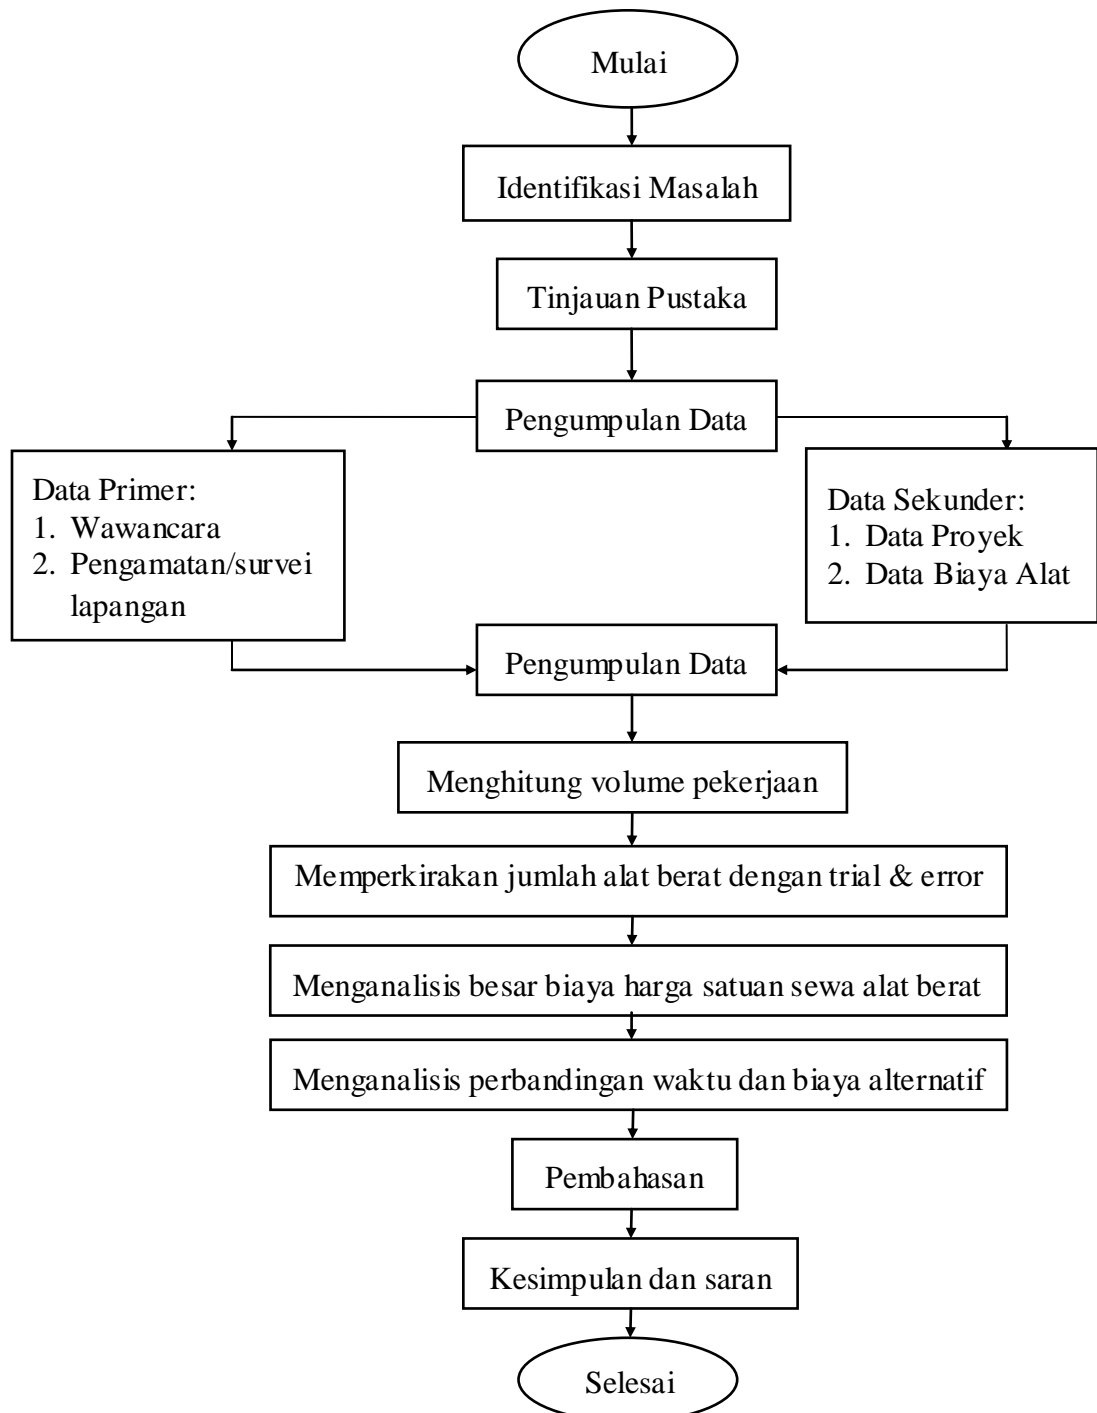 Mulai
Identifikasi Masalah
Tinjauan Pustaka
Pengumpulan Data
Data Primer:
1. Wawancara
2. Pengamatan/survei
lapangan
Data Sekunder:
1. Data Proyek
2. Data Biaya Alat
Pengumpulan Data
Menghitung volume pekerjaan
Memperkirakan jumlah alat berat dengan trial & error
Menganalisis besar biaya harga satuan sewa alat berat
Menganalisis perbandingan waktu dan biaya alternatif
Pembahasan
Kesimpulan dan saran
Selesai